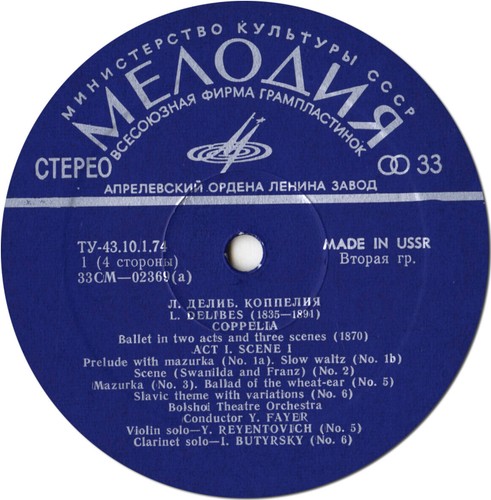 МИНИСТЕРСТВО КУЛЬТУРЫ СССР
МЕЛОДИЯ
ВСЕСОЮЗНАЯ ФИРМА ГРАМПЛАСТИНОК
СТЕРЕО
33
АПРЕЛЕВСКИЙ ОРДЕНА ЛЕНИНА ЗАВОД
ТУ-43.10.1.74
MADE IN USSR
1 (4 стороны)
Вторая гр.
33СМ—02369(а)
Л. ДЕЛИБ. КОППЕЛИЯ
L. DELIBES (1835—1891)
COPPÉLIA
Ballet in two acts and three scenes (1870)
ACT I. SCENE I
Prelude with mazurka (No. 1a). Slow waltz (No. 1b)
Scene (Swanilda and Franz) (No. 2)
Mazurka (No. 3). Ballad of the wheat-ear (No. 5)
Slavic theme with variations (No. 6)
Bolshoi Theatre Orchestra
Conductor Y. FAYER
Violin solo—Y. REYENTOVICH (No. 5)
Clarinet solo—I. BUTYRSKY (No. 6)